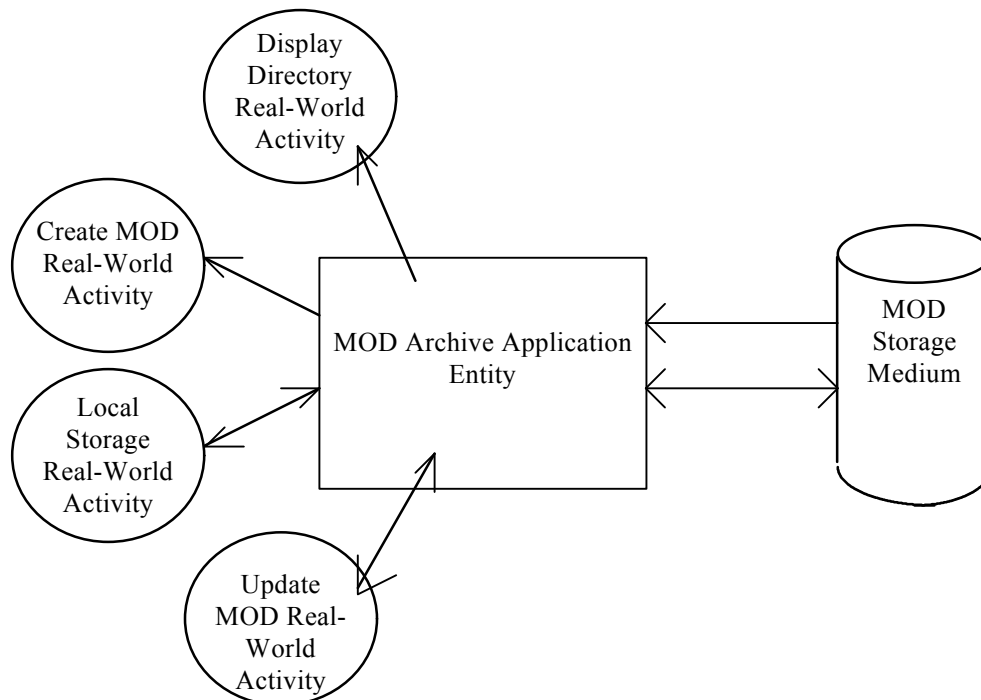 Display
Directory
Real-World
Activity
Create MOD
Real-World
Activity
MOD Archive Application
Entity
MOD
Storage
Medium
Local
Storage
Real-World
Activity
Update
MOD Real-
World
Activity